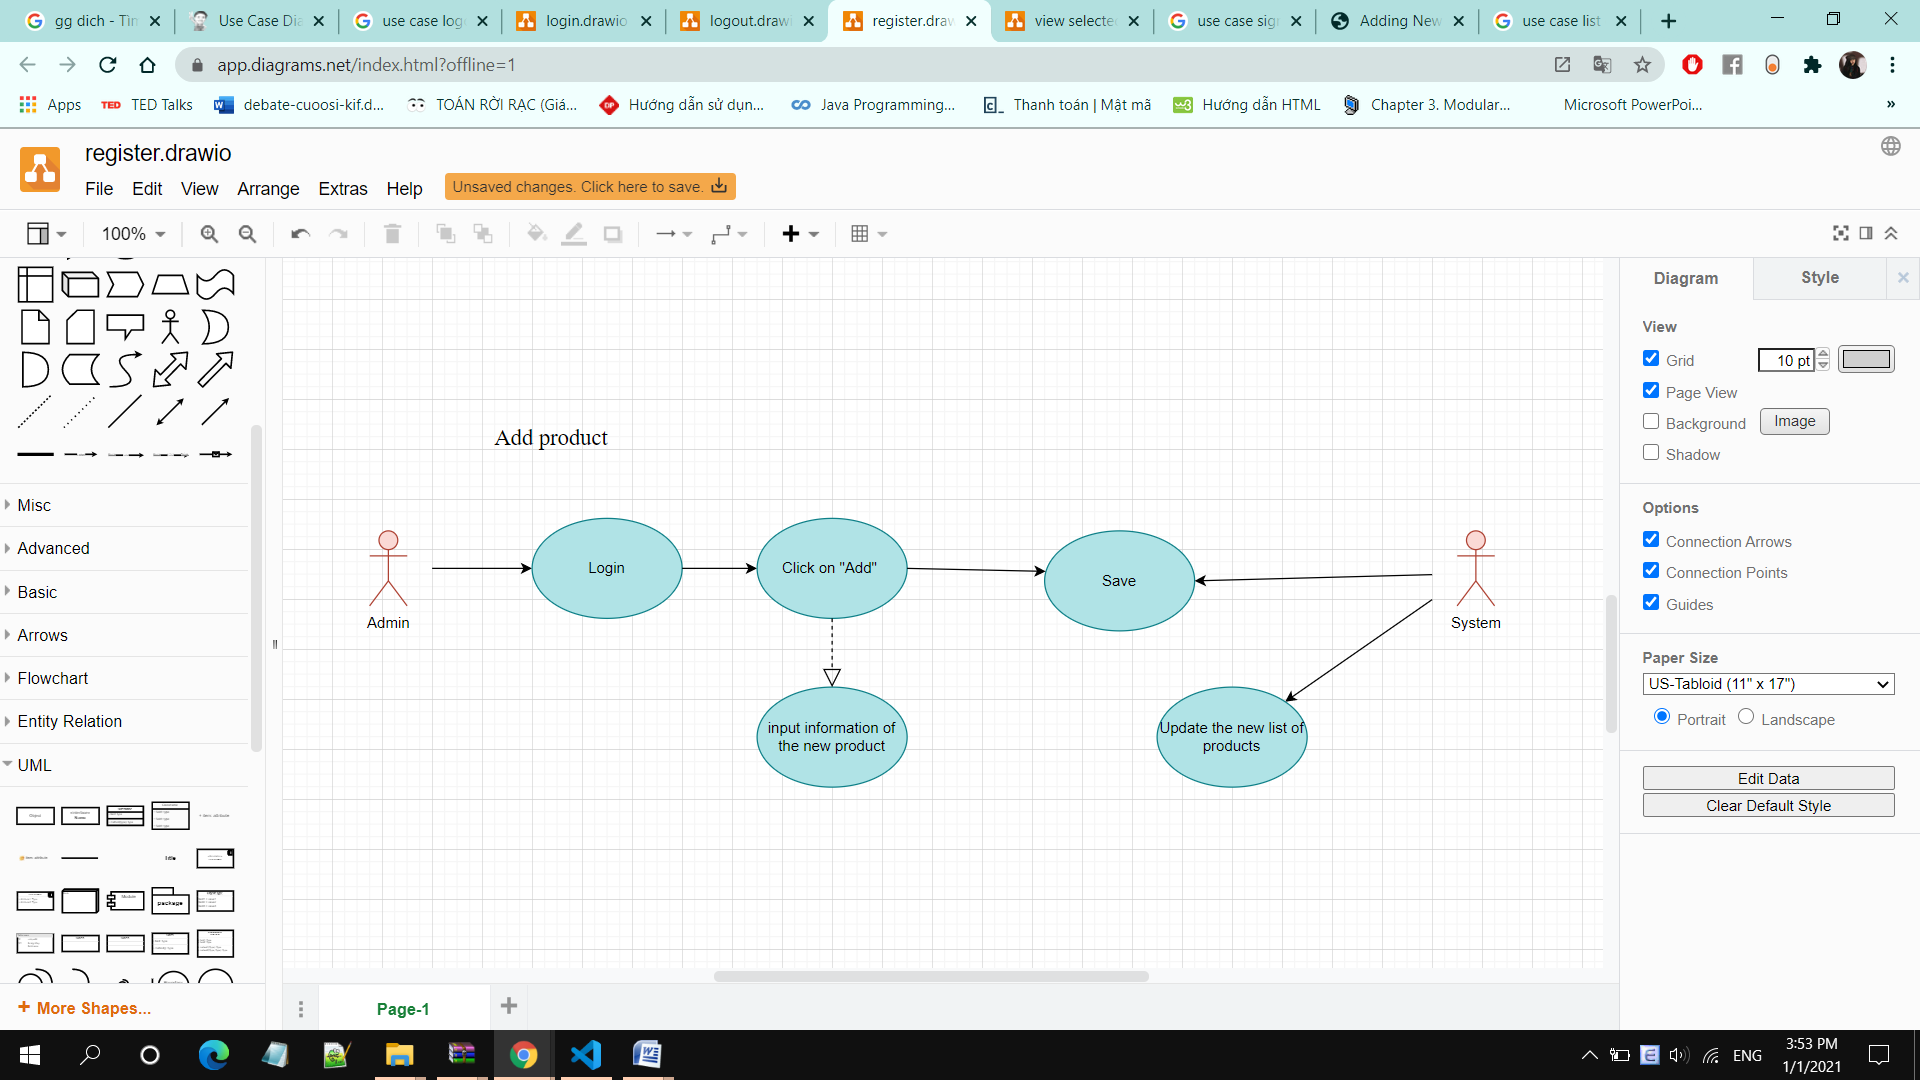 gg dich - Tin
Use Case Dia
use case log
login.drawio
logout.drawi
register.draw
view selecte
use case sig
Adding New
use case list
app.diagrams.net/index.html?offline=1
Apps
TED TED Talks
debate-cuoosi-kif.d...
TOÁN RỜI RẠC (Giá...
Hướng dẫn sử dụn...
Java Programming...
Thanh toán | Mật mã
Hướng dẫn HTML
Chapter 3. Modular...
Microsoft PowerPoi...
»
register.drawio
File Edit View Arrange Extras Help
Unsaved changes. Click here to save.
100%
Misc
Advanced
Basic
Arrows
Flowchart
Entity Relation
UML
package
Title
+ More Shapes...
Add product
Admin
Login
Click on "Add"
Save
System
input information of
the new product
Update the new list of
products
Page-1
Diagram
Style
View
Grid
10 pt
Page View
Background
Image
Shadow
Options
Connection Arrows
Connection Points
Guides
Paper Size
US-Tabloid (11" x 17")
Portrait
Landscape
Edit Data
Clear Default Style
ENG
3:53 PM
1/1/2021